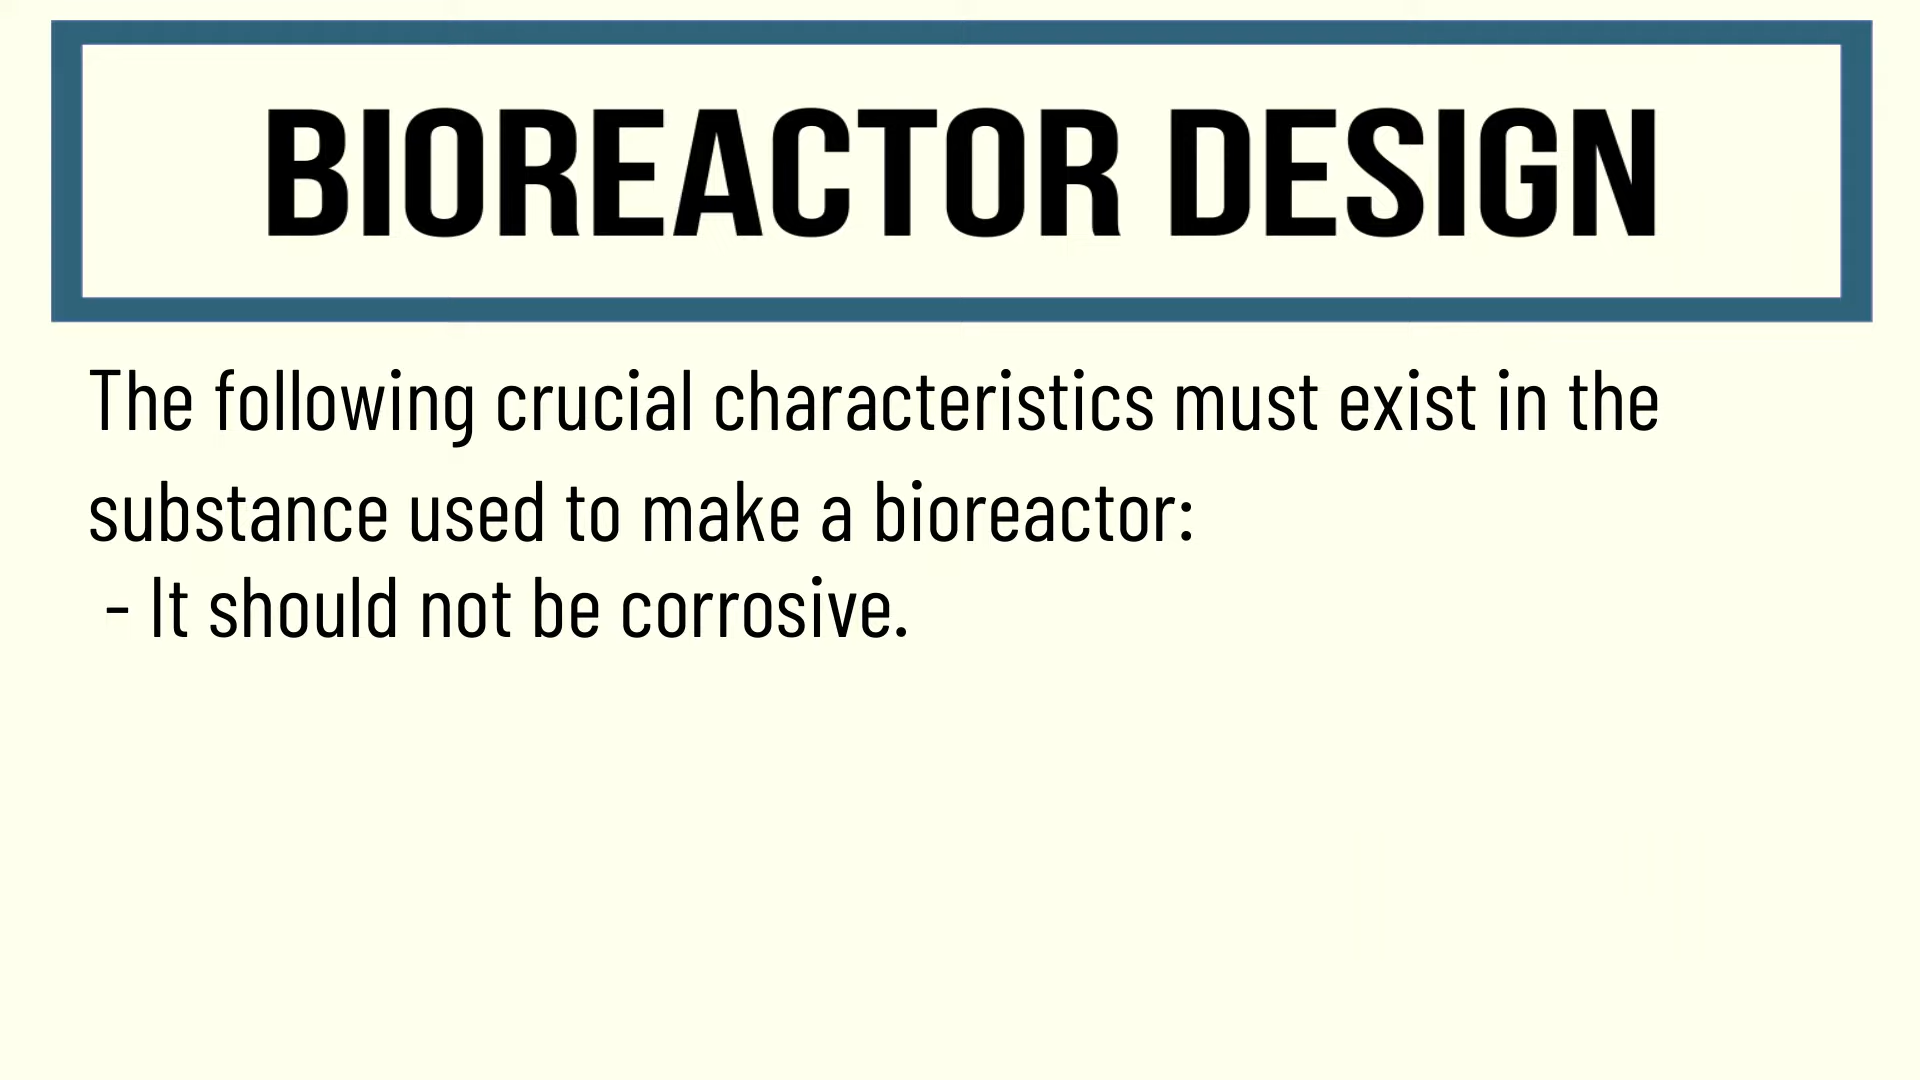 BIOREACTOR DESIGN
The following crucial characteristics must exist in the
substance used to make a bioreactor:
- It should not be corrosive.